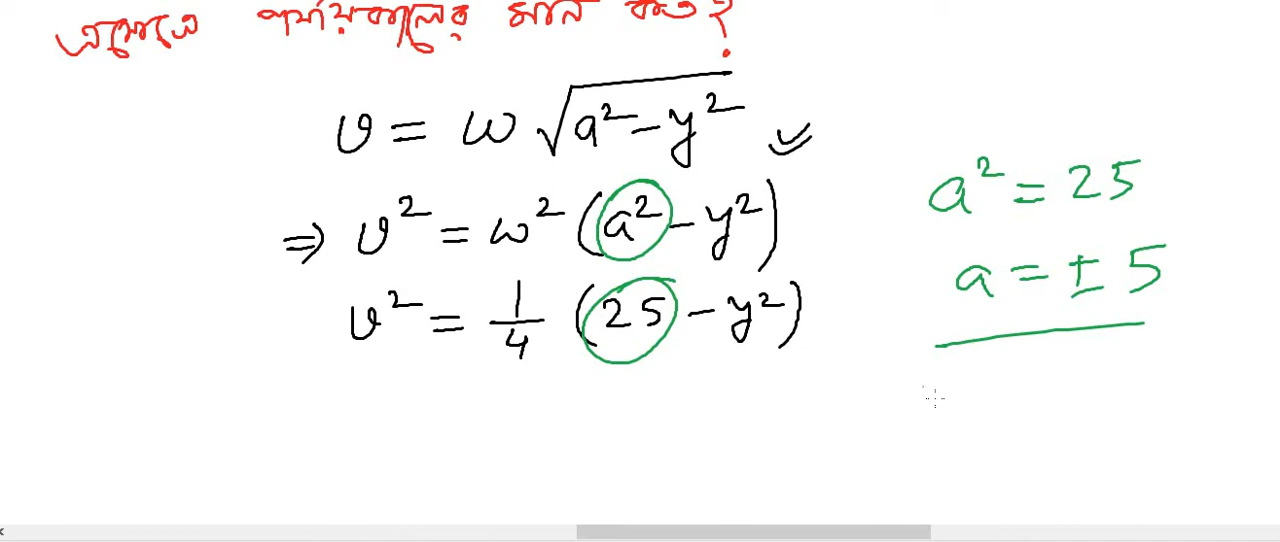 পর্যায়কালের মান কত?
v = ω √(a² - y²)
⇒ v² = ω² (a² - y²)
v² = 1/4 (25 - y²)
a² = 25
a = ± 5